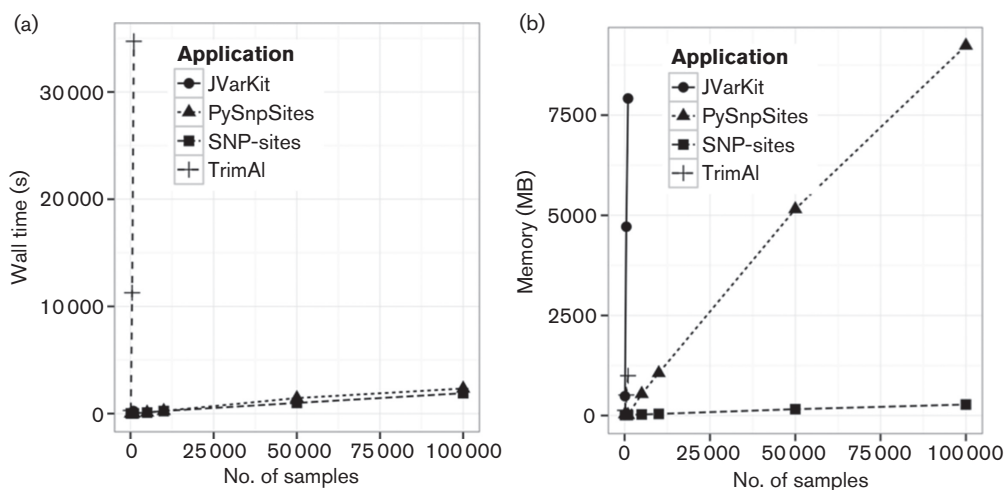 (a)
Application
JVarKit
PySnpSites
SNP-sites
TrimAl
30 000
20 000
10 000
0
Wall time (s)
0 25 000 50 000 75 000 100 000
No. of samples
(b)
Application
JVarKit
PySnpSites
SNP-sites
TrimAl
7500
5000
2500
0
Memory (MB)
0 25 000 50 000 75 000 100 000
No. of samples